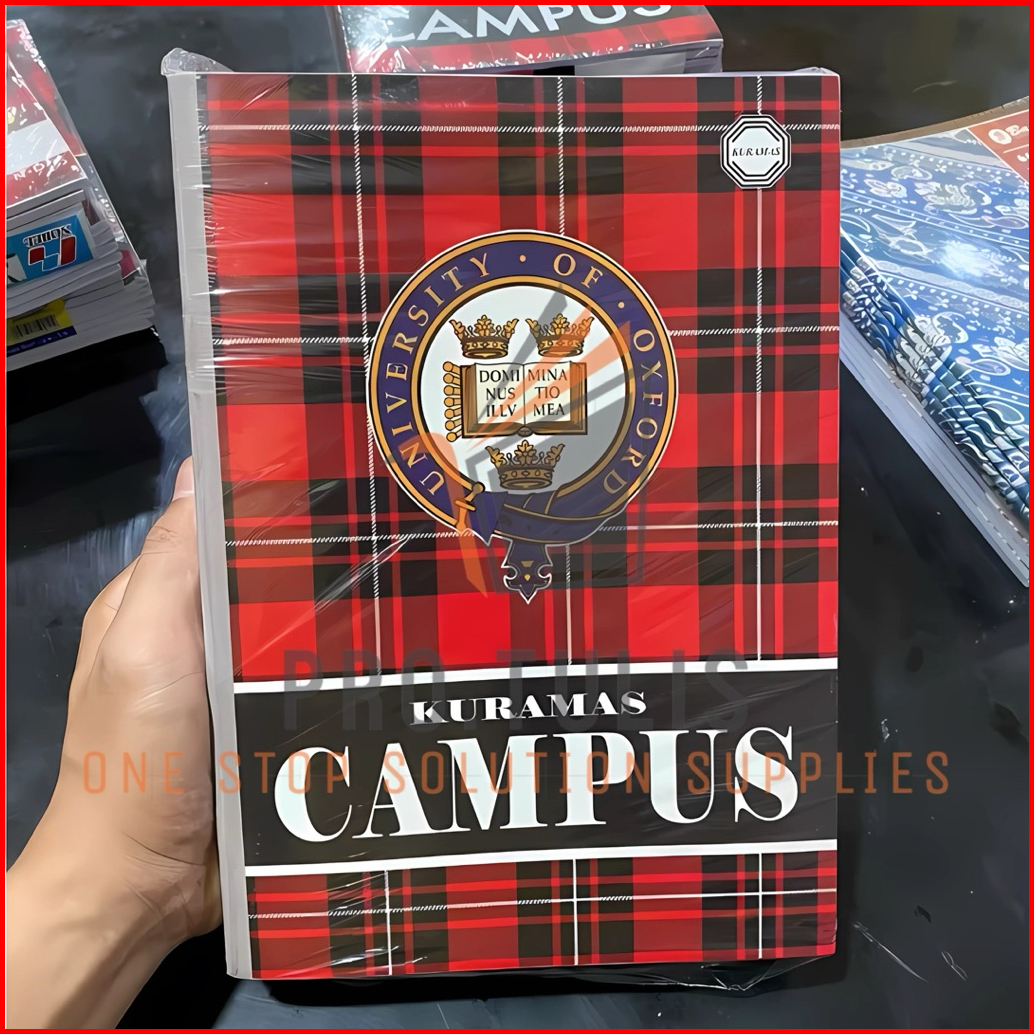 CAMPUS
KURAMAS
UNIVERSITY · OF · OXFORD
DOMI MINA
NUS TIO
ILLV MEA
PRO TULIS
KURAMAS
ONE STOP SOLUTION SUPPLIES
CAMPUS